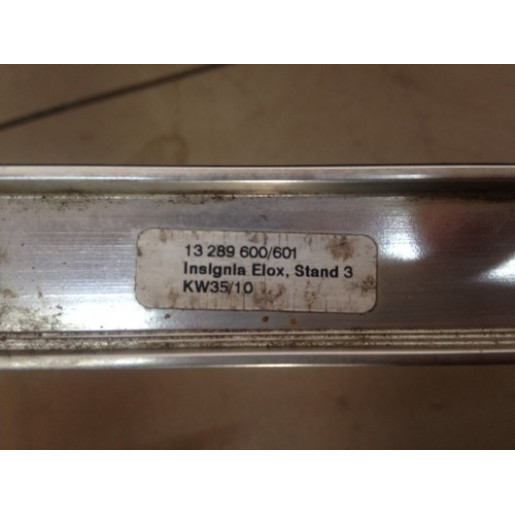 13 289 600/601
Insignia Elox, Stand 3
KW35/10